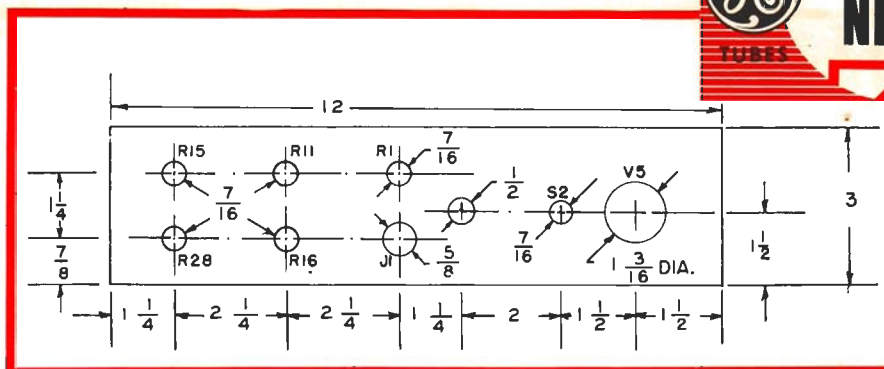 GE
TUBES
12
R15 R11 R1 7/16
1/2 S2 V5
7/16
1 1/4
3
7/8
R28 R16 J1 5/8
7/16
1 3/16 DIA.
1 1/2
1 1/4 2 1/4 2 1/4 1 1/4 2 1 1/2 1 1/2